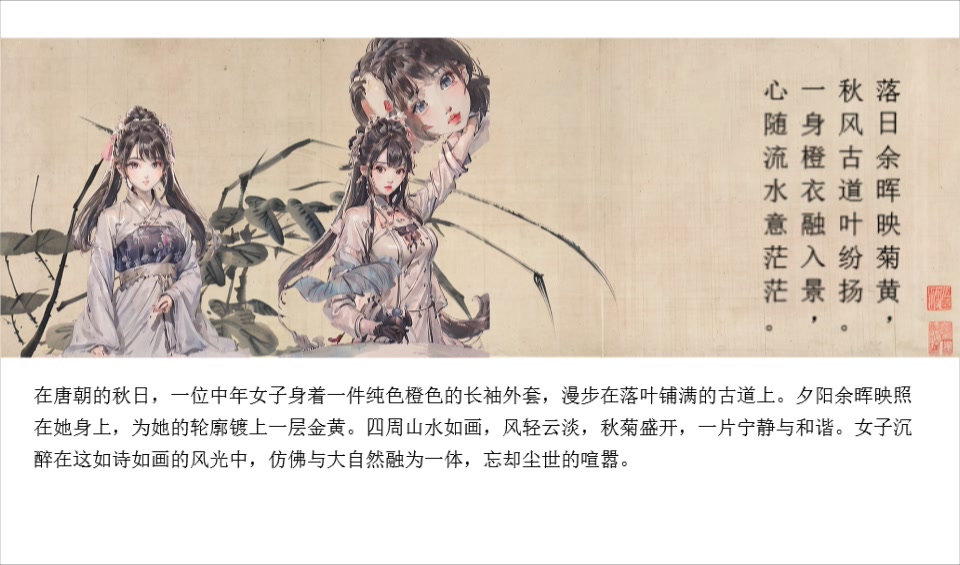 落日余晖映菊黄，
秋风古道叶纷扬。
一身橙衣融入景，
心随流水意茫茫。
在唐朝的秋日，一位中年女子身着一件纯色橙色的长袖外套，漫步在落叶铺满的古道上。夕阳余晖映照
在她身上，为她的轮廓镀上一层金黄。四周山水如画，风轻云淡，秋菊盛开，一片宁静与和谐。女子沉
醉在这如诗如画的风光中，仿佛与大自然融为一体，忘却尘世的喧嚣。